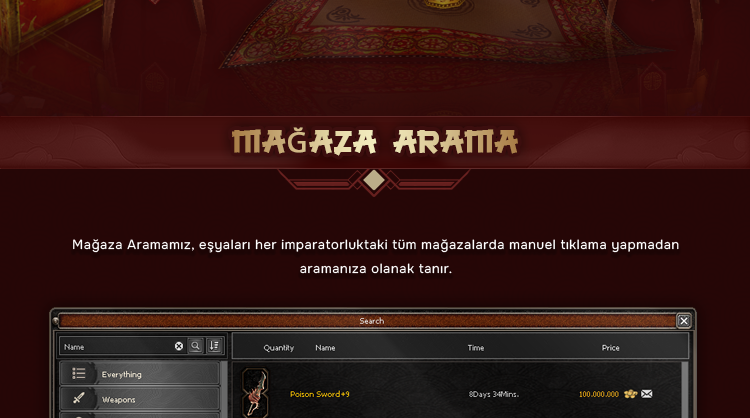 MAĞAZA ARAMA
Mağaza Aramamız, eşyaları her imparatorluktaki tüm mağazalarda manuel tıklama yapmadan
aramanıza olanak tanır.
Search
Name
Quantity Name Time Price
Everything
Poison Sword+9 8Days 34Mins. 100.000.000
Weapons